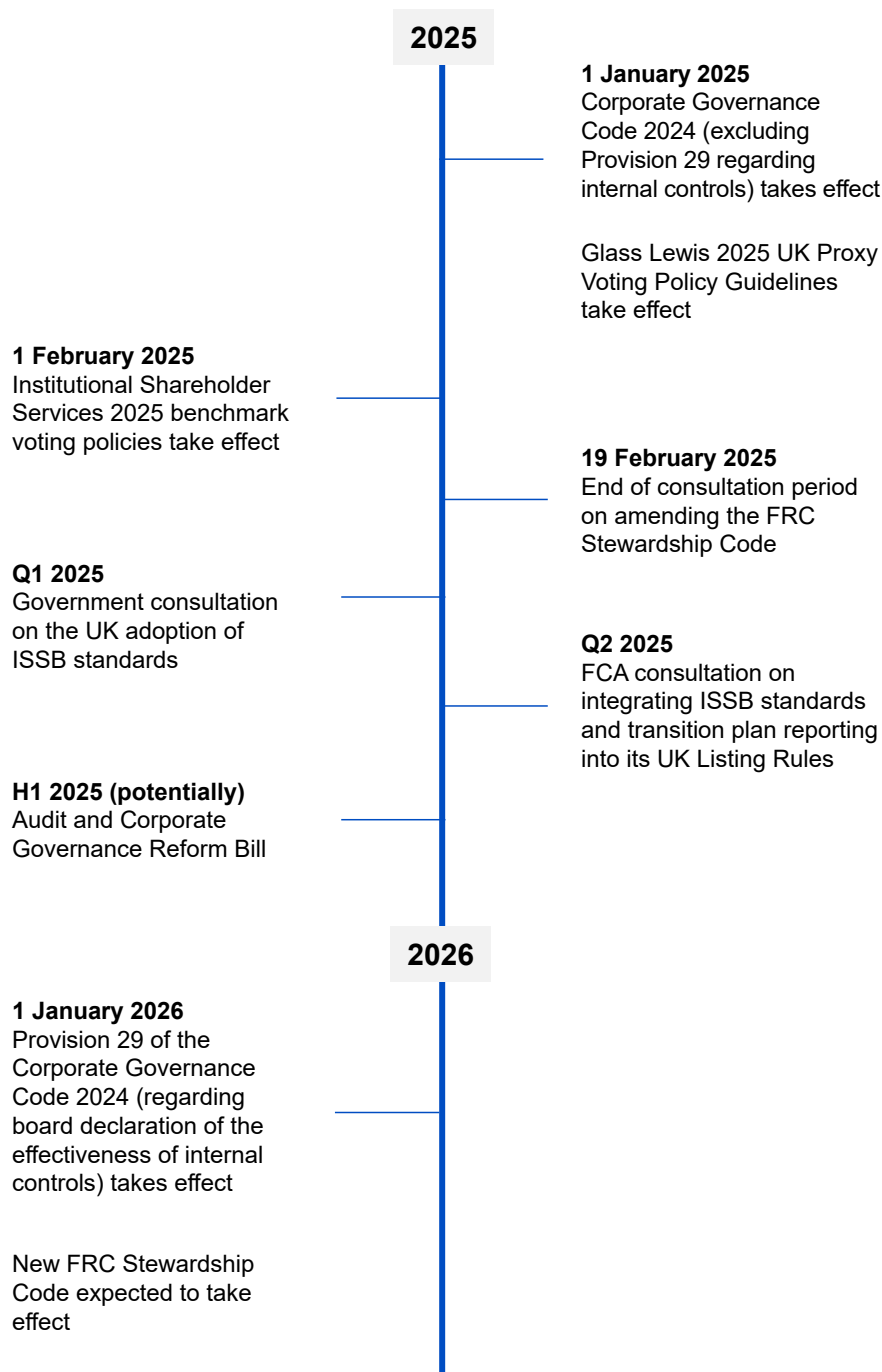 2025
1 January 2025
Corporate Governance
Code 2024 (excluding
Provision 29 regarding
internal controls) takes effect
Glass Lewis 2025 UK Proxy
Voting Policy Guidelines
take effect
1 February 2025
Institutional Shareholder
Services 2025 benchmark
voting policies take effect
19 February 2025
End of consultation period
on amending the FRC
Stewardship Code
Q1 2025
Government consultation
on the UK adoption of
ISSB standards
Q2 2025
FCA consultation on
integrating ISSB standards
and transition plan reporting
into its UK Listing Rules
H1 2025 (potentially)
Audit and Corporate
Governance Reform Bill
2026
1 January 2026
Provision 29 of the
Corporate Governance
Code 2024 (regarding
board declaration of the
effectiveness of internal
controls) takes effect
New FRC Stewardship
Code expected to take
effect